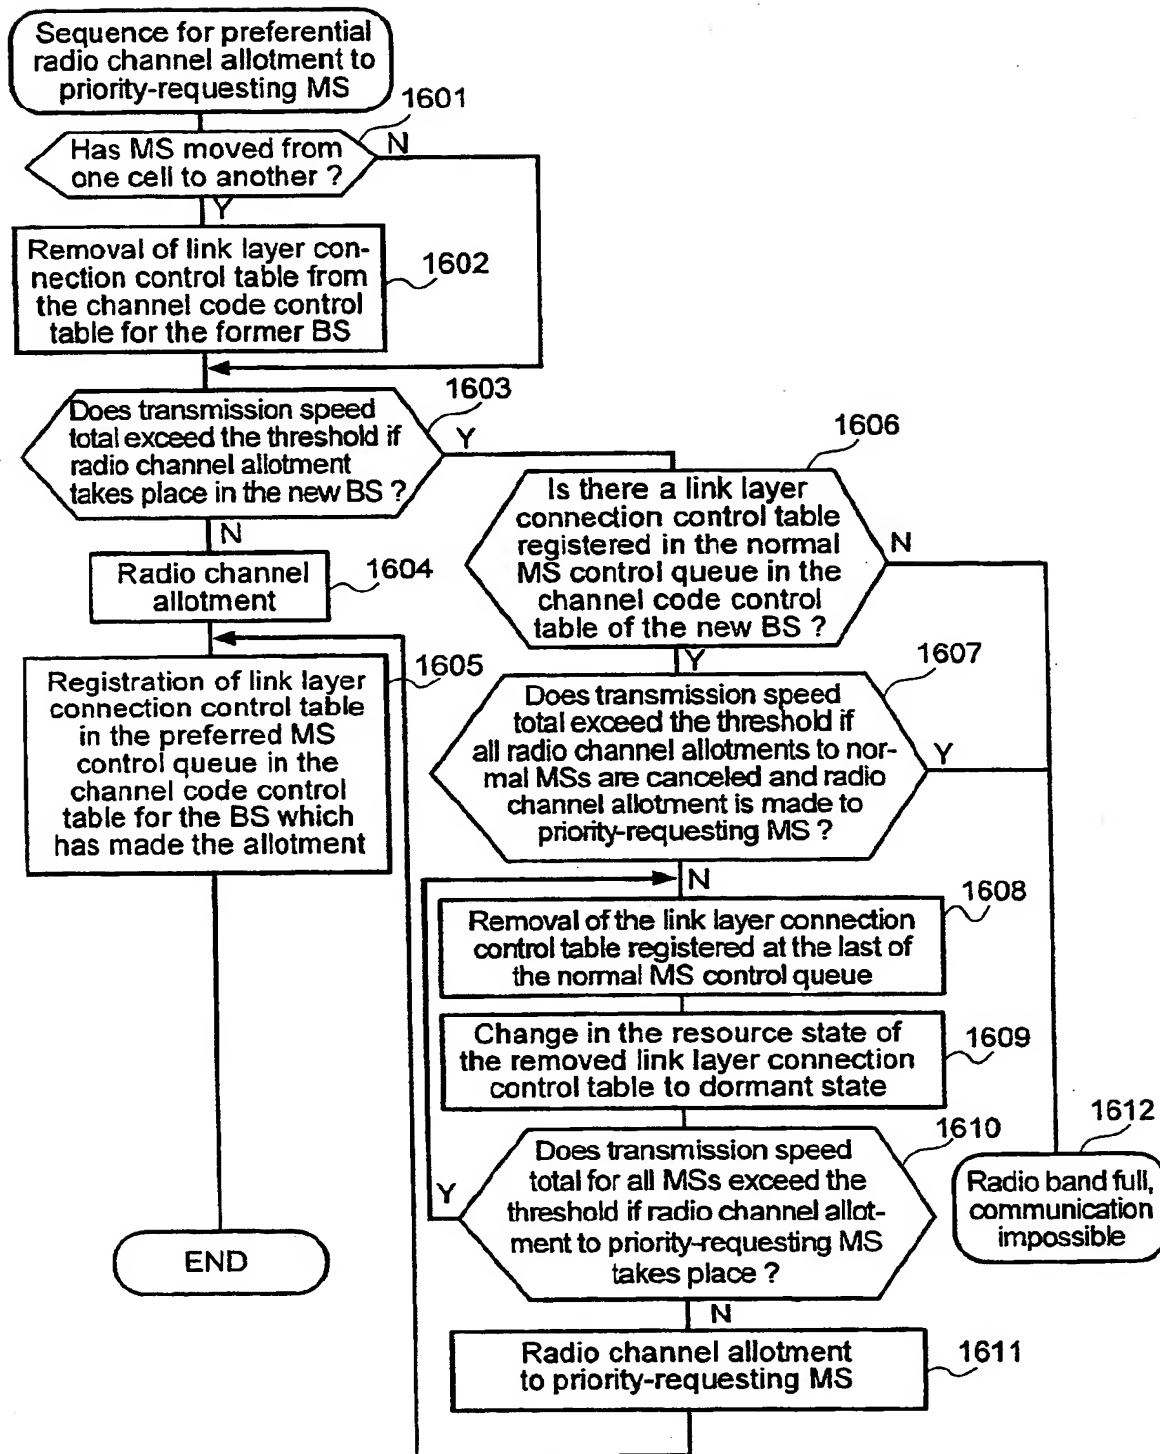 Sequence for preferential
radio channel allotment to
priority-requesting MS
1601
Has MS moved from
one cell to another ?
N
Y
Removal of link layer con-
nection control table from
the channel code control
table for the former BS
1602
1603
Does transmission speed
total exceed the threshold if
radio channel allotment
takes place in the new BS ?
Y
N
Radio channel
allotment
1604
1605
Registration of link layer
connection control table
in the preferred MS
control queue in the
channel code control
table for the BS which
has made the allotment
END
1606
Is there a link layer
connection control table
registered in the normal
MS control queue in the
channel code control
table of the new BS ?
N
Y
1607
Does transmission speed
total exceed the threshold if
all radio channel allotments to nor-
mal MSs are canceled and radio
channel allotment is made to
priority-requesting MS ?
Y
N
1608
Removal of the link layer connection
control table registered at the last of
the normal MS control queue
Change in the resource state of
the removed link layer connection
control table to dormant state
1609
1610
Does transmission speed
total for all MSs exceed the
threshold if radio channel allot-
ment to priority-requesting MS
takes place ?
Y
N
1612
Radio band full,
communication
impossible
Radio channel allotment
to priority-requesting MS
1611